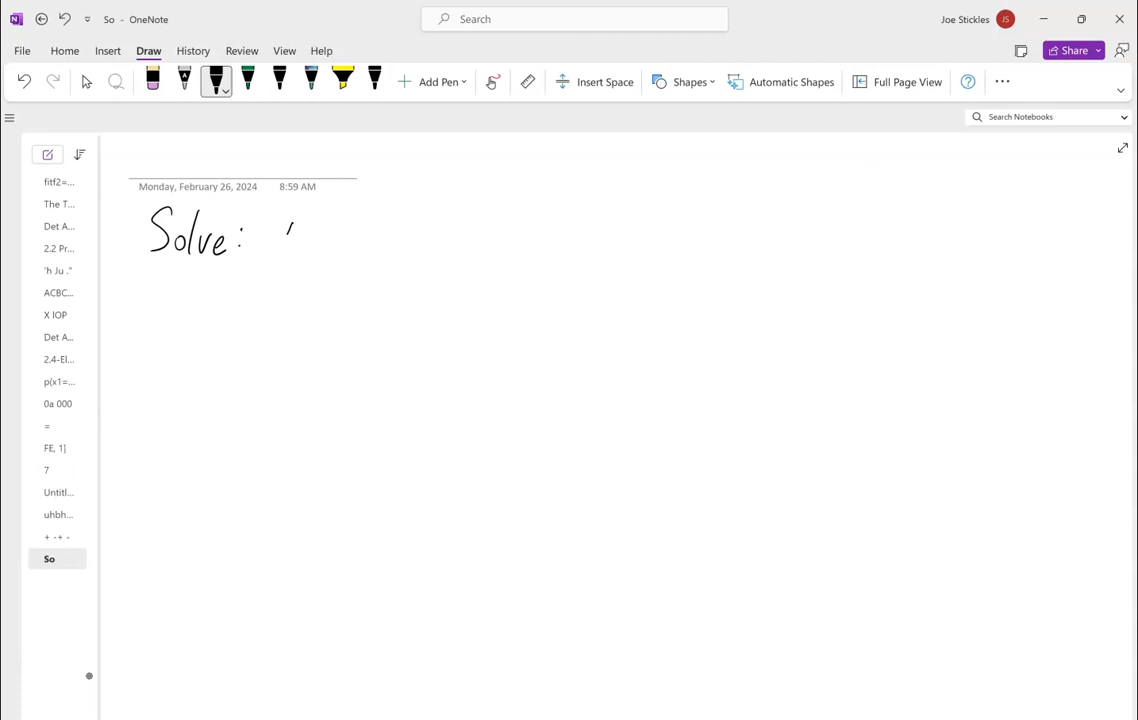 So - OneNote
Search
Joe Stickles JS
File Home Insert Draw History Review View Help
Share
A
Add Pen
Insert Space
Shapes
Automatic Shapes
Full Page View
Search Notebooks
Monday, February 26, 2024 8:59 AM
Solve:
fitf2=...
The T...
Det A...
2.2 Pr...
'h Ju ."
ACBC...
X IOP
Det A...
2.4-El...
p(x1=...
0a 000
=
FE, 1]
7
Untitl...
uhbh...
+ -+ -
So